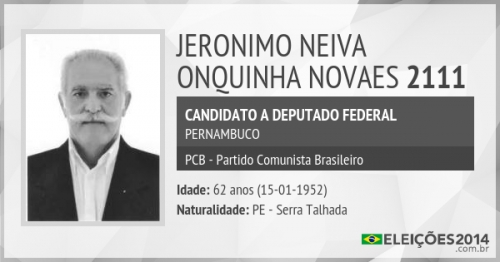 JERONIMO NEIVA
ONQUINHA NOVAES 2111
CANDIDATO A DEPUTADO FEDERAL
PERNAMBUCO
PCB - Partido Comunista Brasileiro
Idade: 62 anos (15-01-1952)
Naturalidade: PE - Serra Talhada
ELEIÇÕES2014
.com.br